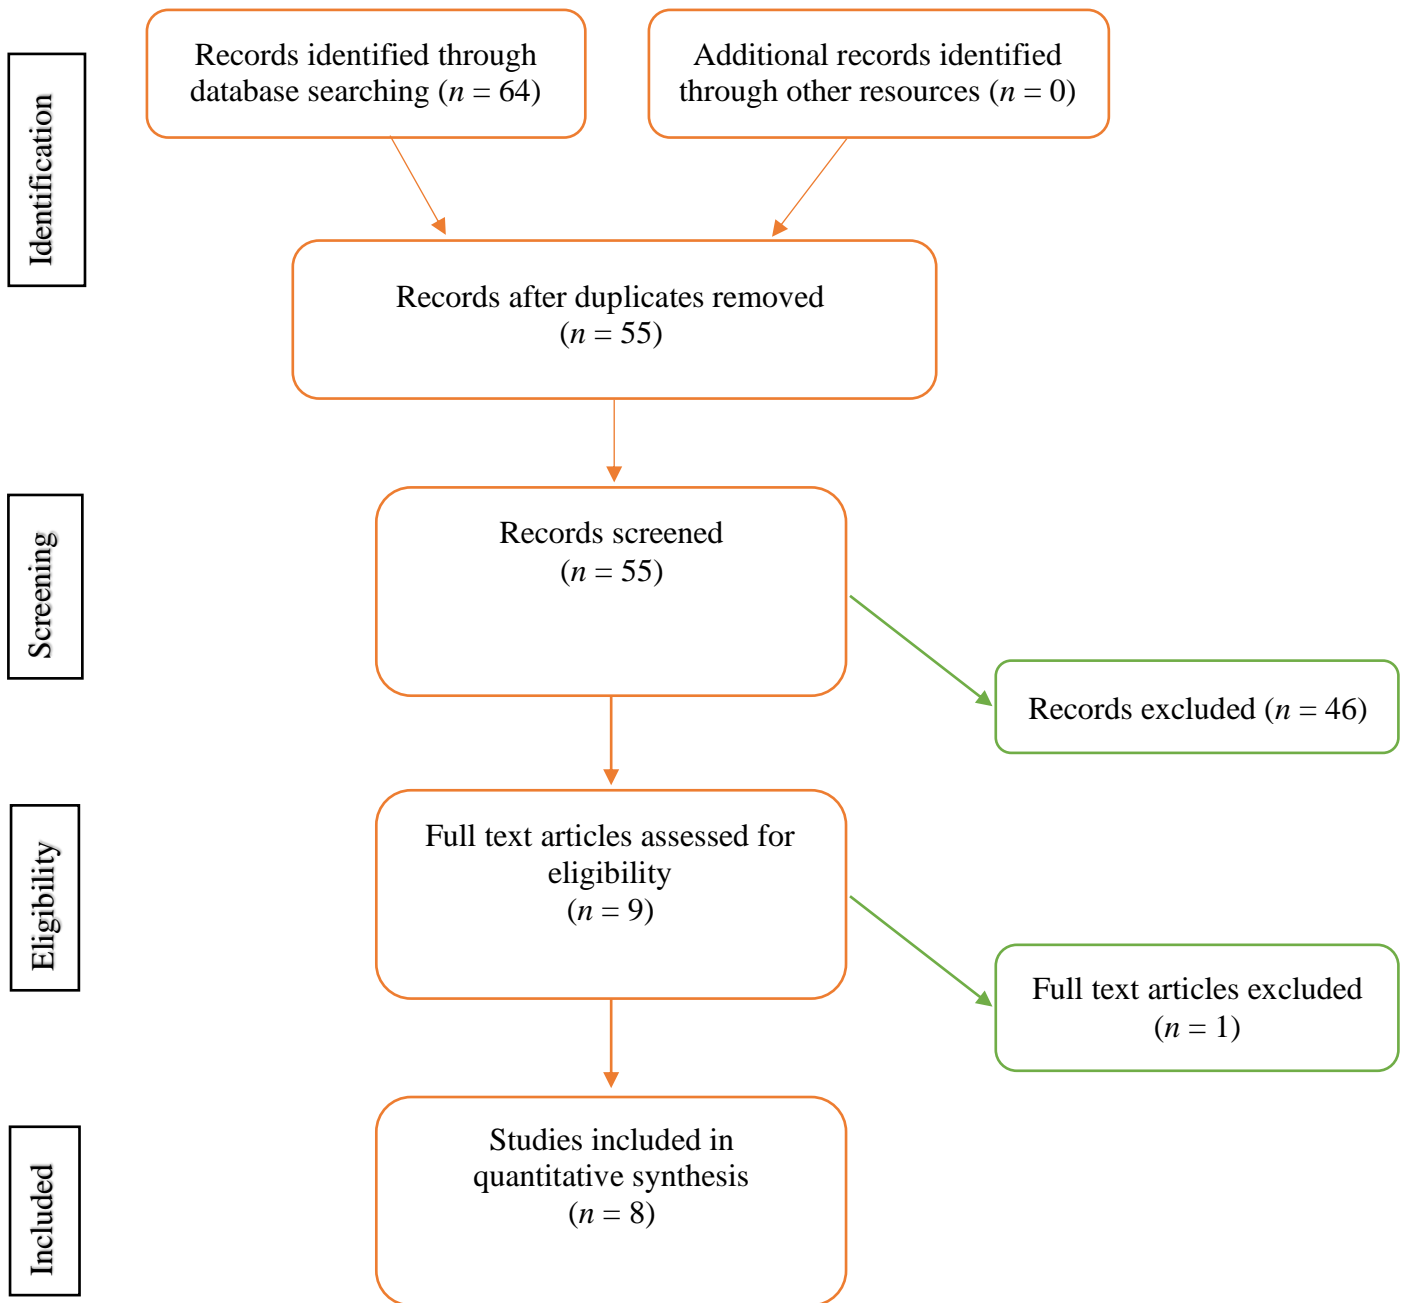 Identification
Records identified through
database searching (n = 64)
Additional records identified
through other resources (n = 0)
Records after duplicates removed
(n = 55)
Screening
Records screened
(n = 55)
Records excluded (n = 46)
Eligibility
Full text articles assessed for
eligibility
(n = 9)
Full text articles excluded
(n = 1)
Included
Studies included in
quantitative synthesis
(n = 8)